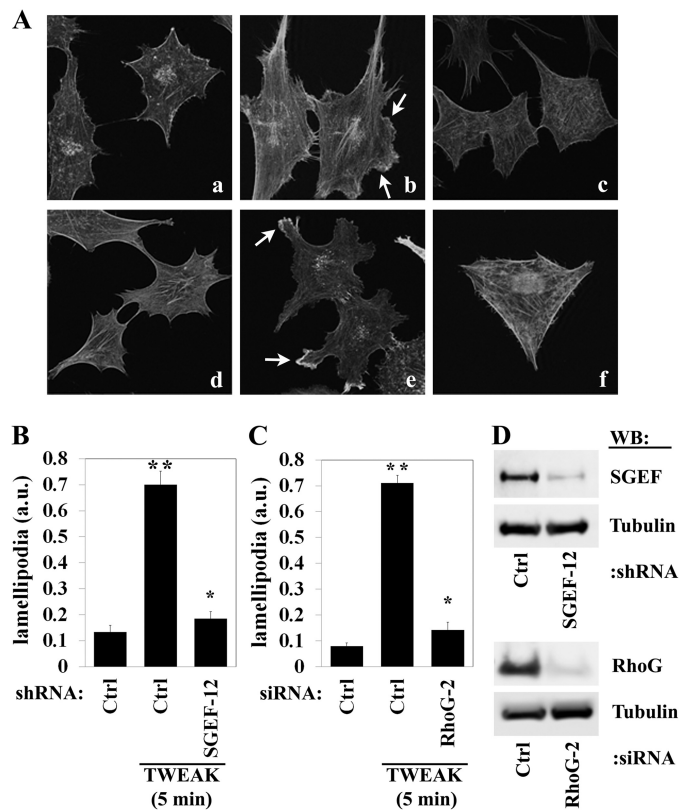 A
a
b
c
d
e
f
B
lamellipodia (a.u.)
0.8
0.7
0.6
0.5
0.4
0.3
0.2
0.1
0
**
*
shRNA:
Ctrl
Ctrl
SGEF-12
TWEAK
(5 min)
C
lamellipodia (a.u.)
0.8
0.7
0.6
0.5
0.4
0.3
0.2
0.1
0
**
*
siRNA:
Ctrl
Ctrl
RhoG-2
TWEAK
(5 min)
D
WB:
SGEF
Tubulin
Ctrl
SGEF-12
:shRNA
RhoG
Tubulin
Ctrl
RhoG-2
:siRNA